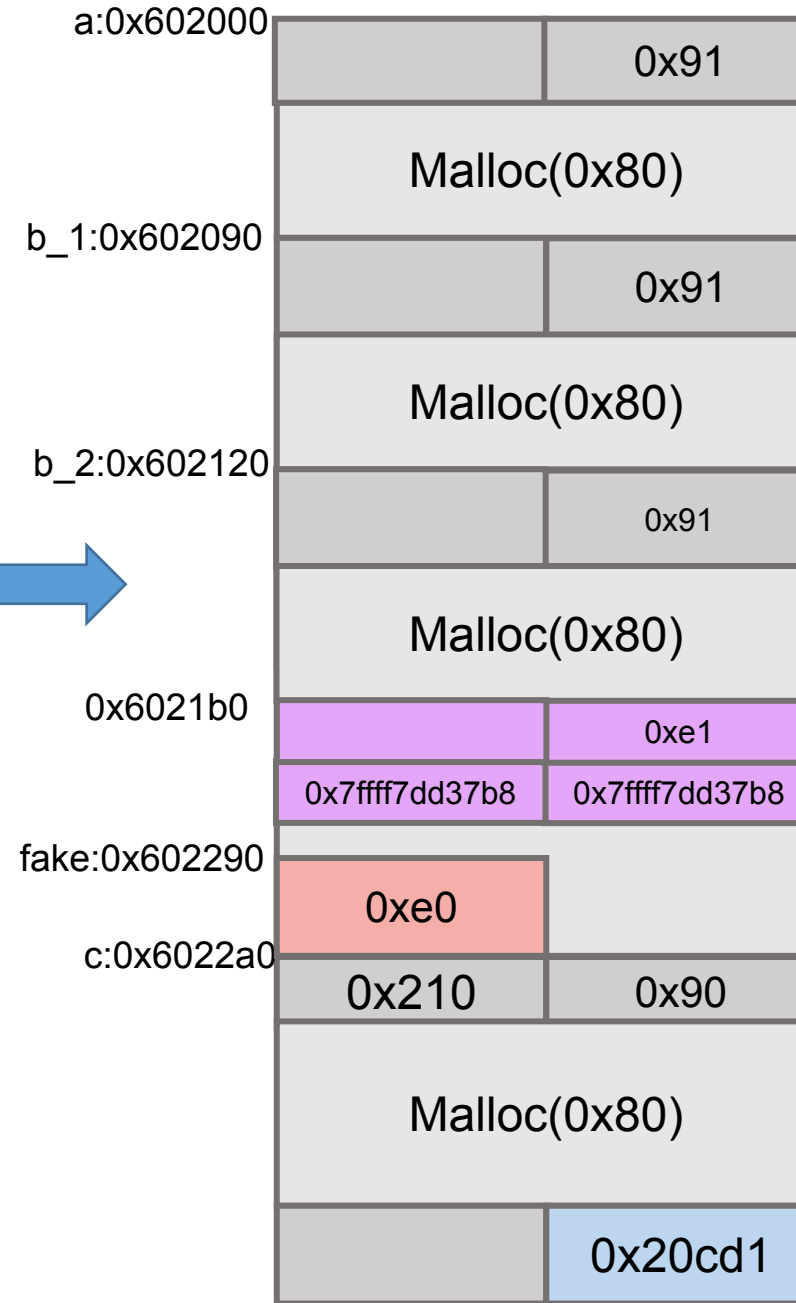 a:0x602000
0x91
Malloc(0x80)
b_1:0x602090
0x91
Malloc(0x80)
b_2:0x602120
0x91
Malloc(0x80)
0x6021b0
0xe1
0x7ffff7dd37b8 0x7ffff7dd37b8
fake:0x602290
0xe0
c:0x6022a0
0x210 0x90
Malloc(0x80)
0x20cd1